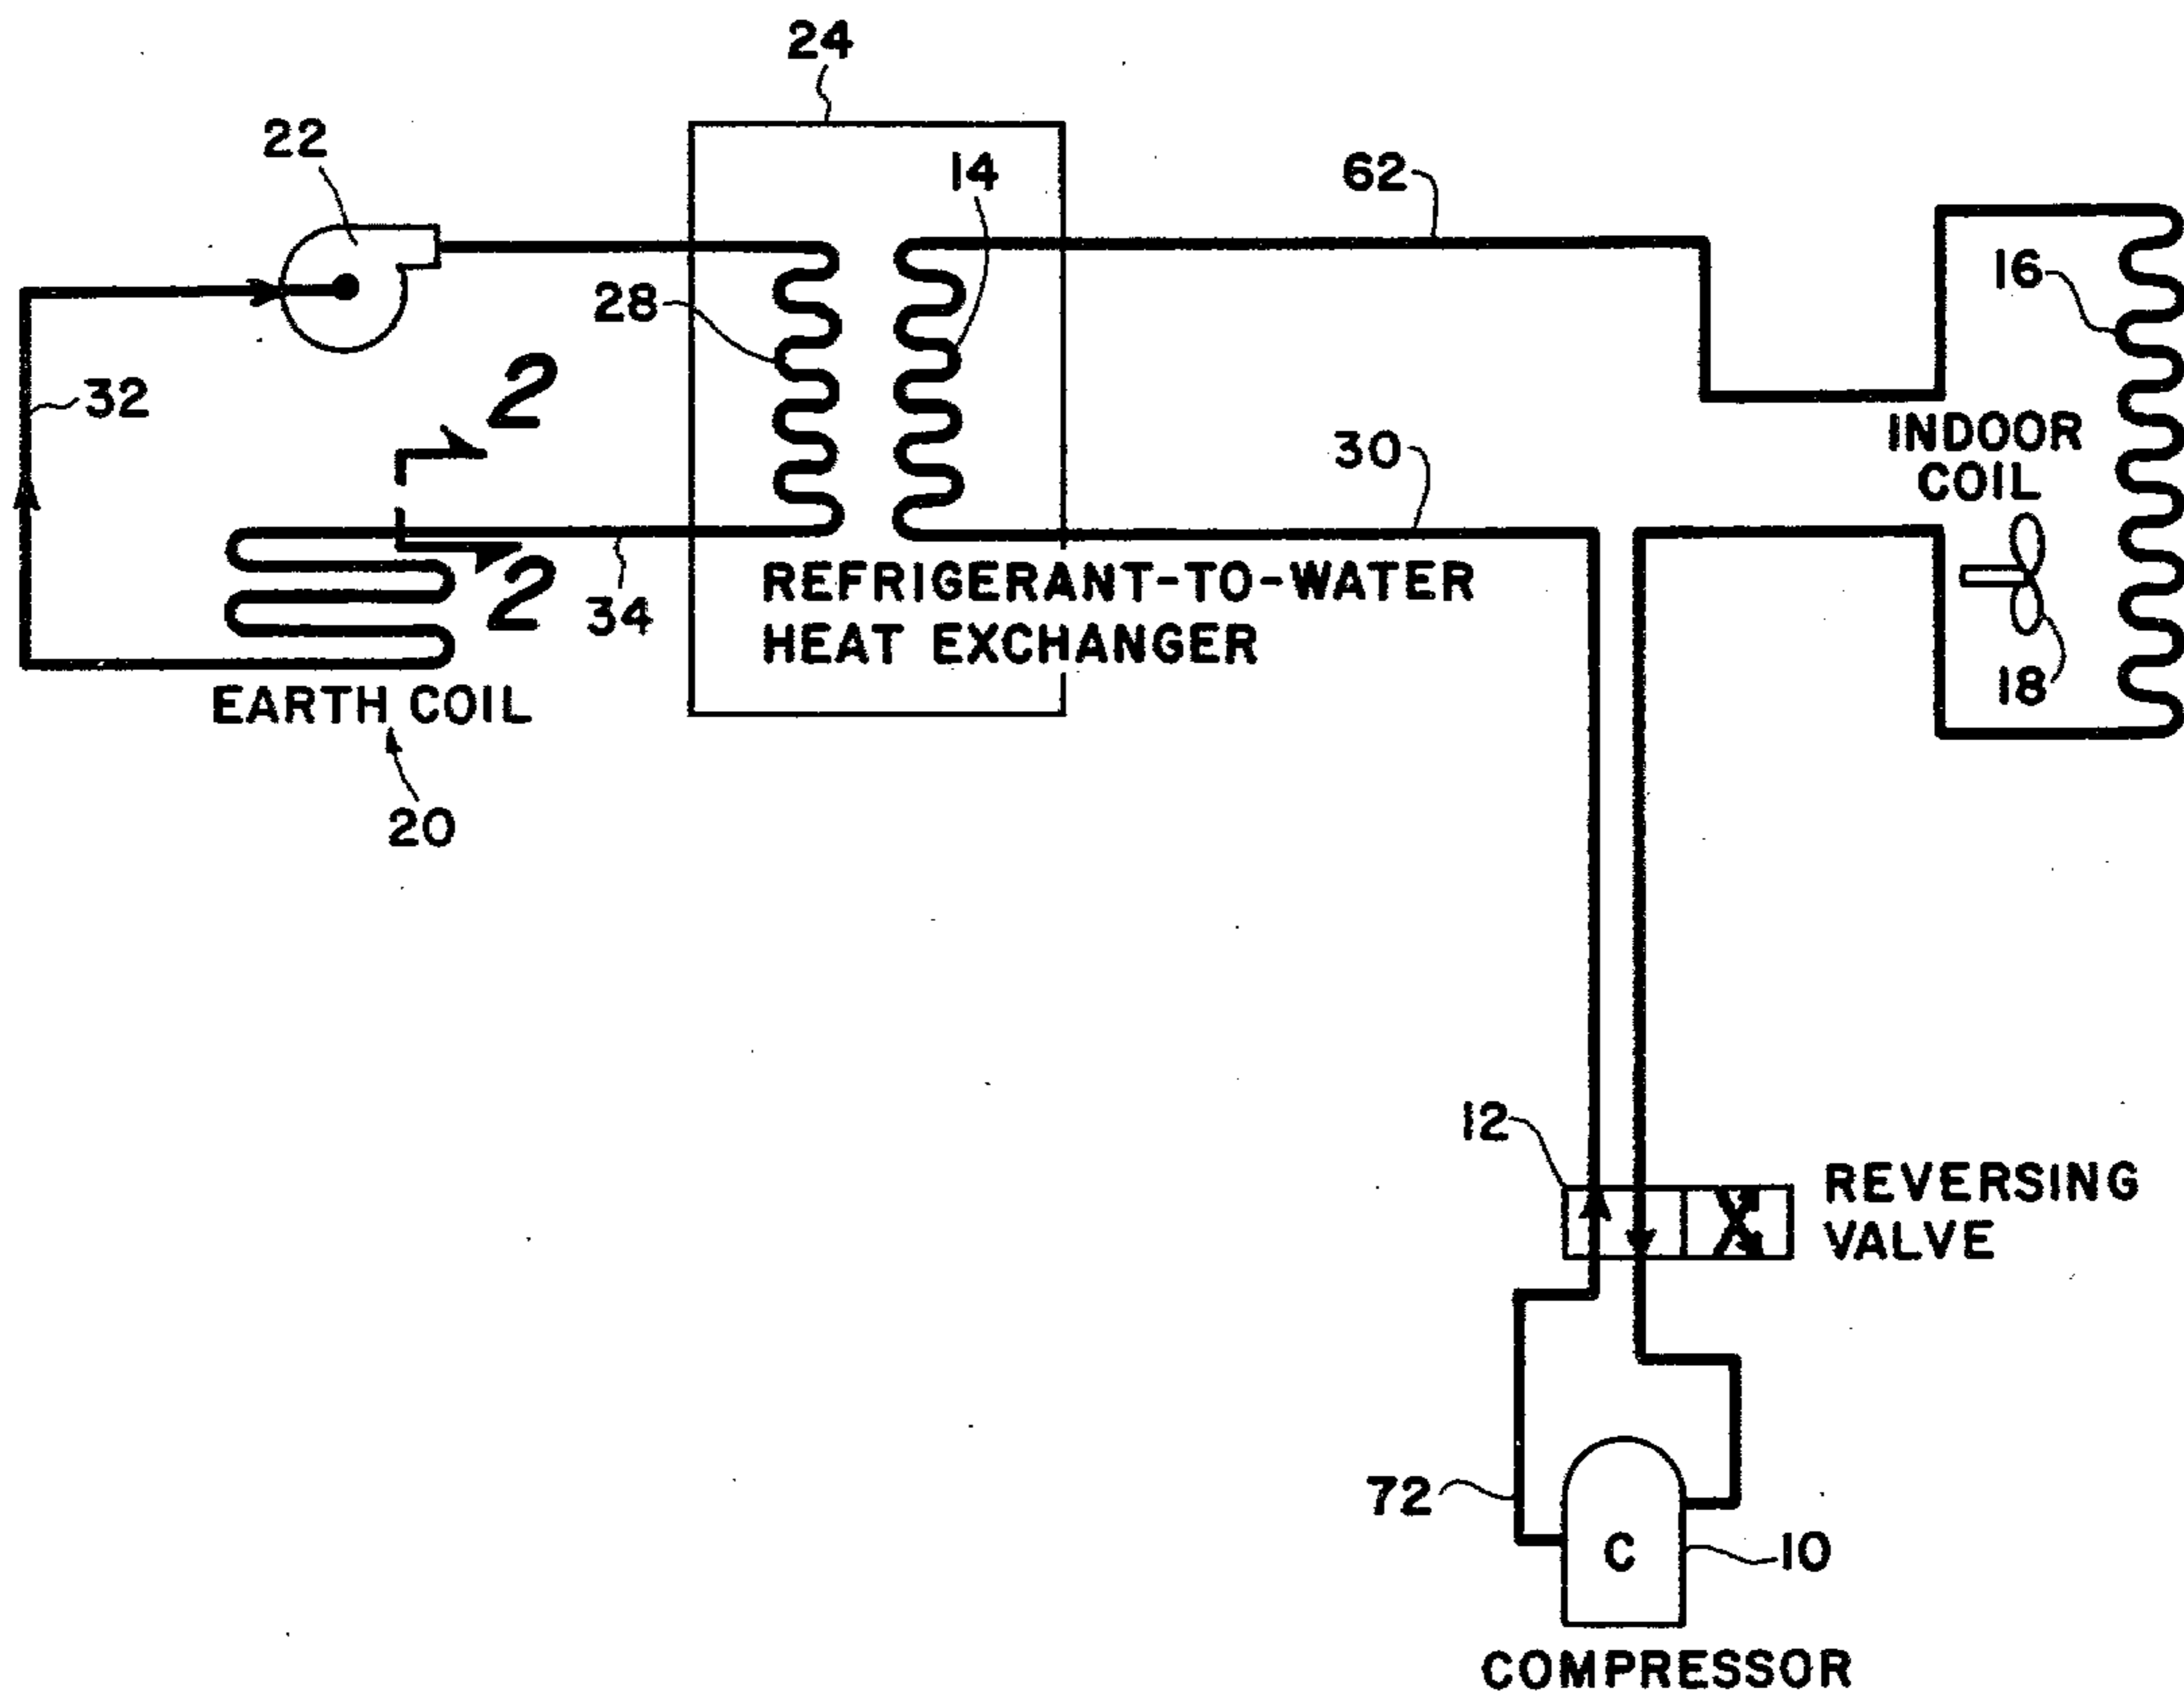 24
22
14
62
16
28
32
2
30
INDOOR
COIL
34
2
REFRIGERANT-TO-WATER
HEAT EXCHANGER
18
EARTH COIL
20
12
REVERSING
VALVE
72
C
10
COMPRESSOR